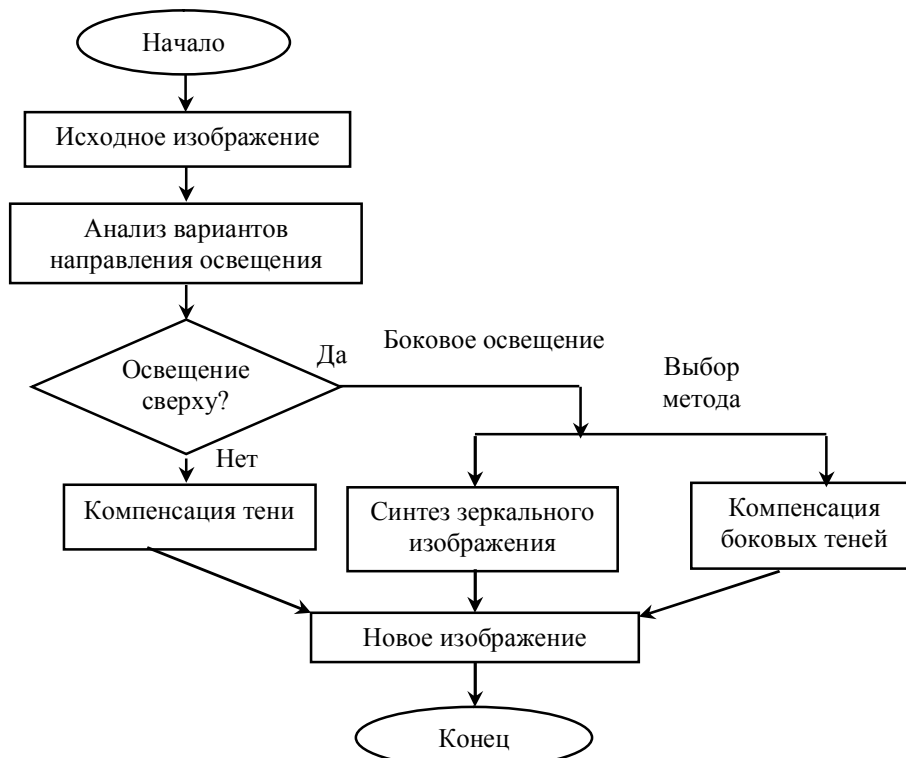 Начало
Исходное изображение
Анализ вариантов
направления освещения
Освещение
сверху?
Да
Боковое освещение
Выбор
метода
Нет
Компенсация тени
Синтез зеркального
изображения
Компенсация
боковых теней
Новое изображение
Конец